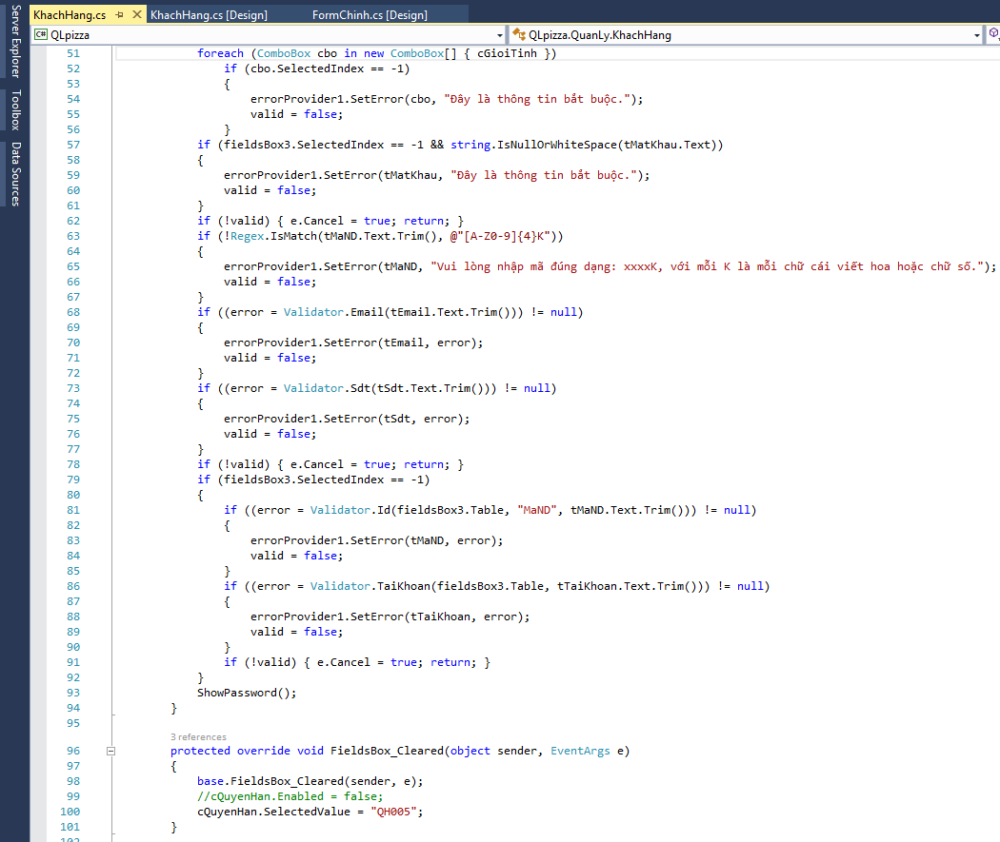 KhachHang.cs
KhachHang.cs [Design]
FormChinh.cs [Design]
Server Explorer
Toolbox
Data Sources
C# QLpizza
QLpizza.QuanLy.KhachHang
51 foreach (ComboBox cbo in new ComboBox[] { cGioiTinh })
52 if (cbo.SelectedIndex == -1)
53 {
54 errorProvider1.SetError(cbo, "Đây là thông tin bắt buộc.");
55 valid = false;
56 }
57 if (fieldsBox3.SelectedIndex == -1 && string.IsNullOrWhiteSpace(tMatKhau.Text))
58 {
59 errorProvider1.SetError(tMatKhau, "Đây là thông tin bắt buộc.");
60 valid = false;
61 }
62 if (!valid) { e.Cancel = true; return; }
63 if (!Regex.IsMatch(tMaND.Text.Trim(), @"[A-Z0-9]{4}K"))
64 {
65 errorProvider1.SetError(tMaND, "Vui lòng nhập mã đúng dạng: xxxxK, với mỗi K là mỗi chữ cái viết hoa hoặc chữ số.");
66 valid = false;
67 }
68 if ((error = Validator.Email(tEmail.Text.Trim())) != null)
69 {
70 errorProvider1.SetError(tEmail, error);
71 valid = false;
72 }
73 if ((error = Validator.Sdt(tSdt.Text.Trim())) != null)
74 {
75 errorProvider1.SetError(tSdt, error);
76 valid = false;
77 }
78 if (!valid) { e.Cancel = true; return; }
79 if (fieldsBox3.SelectedIndex == -1)
80 {
81 if ((error = Validator.Id(fieldsBox3.Table, "MaND", tMaND.Text.Trim())) != null)
82 {
83 errorProvider1.SetError(tMaND, error);
84 valid = false;
85 }
86 if ((error = Validator.TaiKhoan(fieldsBox3.Table, tTaiKhoan.Text.Trim())) != null)
87 {
88 errorProvider1.SetError(tTaiKhoan, error);
89 valid = false;
90 }
91 if (!valid) { e.Cancel = true; return; }
92 }
93 ShowPassword();
94 }
95
3 references
96 protected override void FieldsBox_Cleared(object sender, EventArgs e)
97 {
98 base.FieldsBox_Cleared(sender, e);
99 //cQuyenHan.Enabled = false;
100 cQuyenHan.SelectedValue = "QH005";
101 }
102